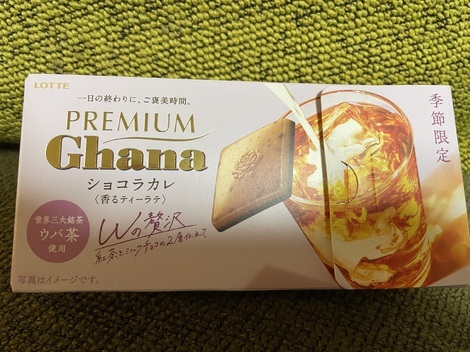 LOTTE
一日の終わりに、ご褒美時間。
PREMIUM
Ghana
ショコラカレ
〈香るティーラテ〉
世界三大銘茶
ウバ茶
使用
Wの贅沢
紅茶とミルクチョコの2層仕立て
写真はイメージです。
季節限定